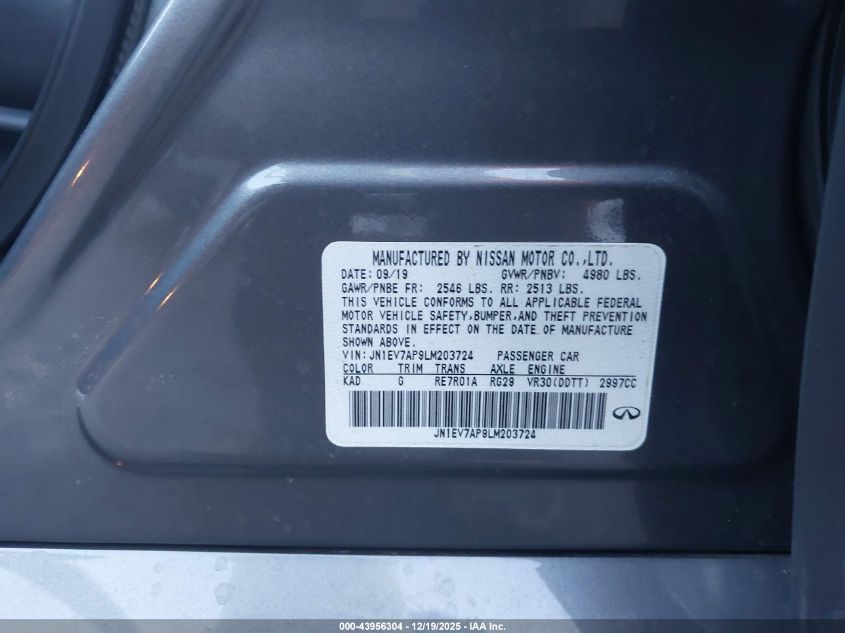 MANUFACTURED BY NISSAN MOTOR CO.,LTD.
DATE: 09/19 GVWR/PNBV: 4980 LBS.
GAWR/PNBE FR: 2546 LBS. RR: 2513 LBS.
THIS VEHICLE CONFORMS TO ALL APPLICABLE FEDERAL
MOTOR VEHICLE SAFETY,BUMPER,AND THEFT PREVENTION
STANDARDS IN EFFECT ON THE DATE OF MANUFACTURE
SHOWN ABOVE.
VIN: JN1EV7AP9LM203724 PASSENGER CAR
COLOR TRIM TRANS AXLE ENGINE
KAD G RE7R01A RG29 VR30(DDTT) 2997CC
JN1EV7AP9LM203724
000-43956304 | 12/19/2025 | IAA Inc.